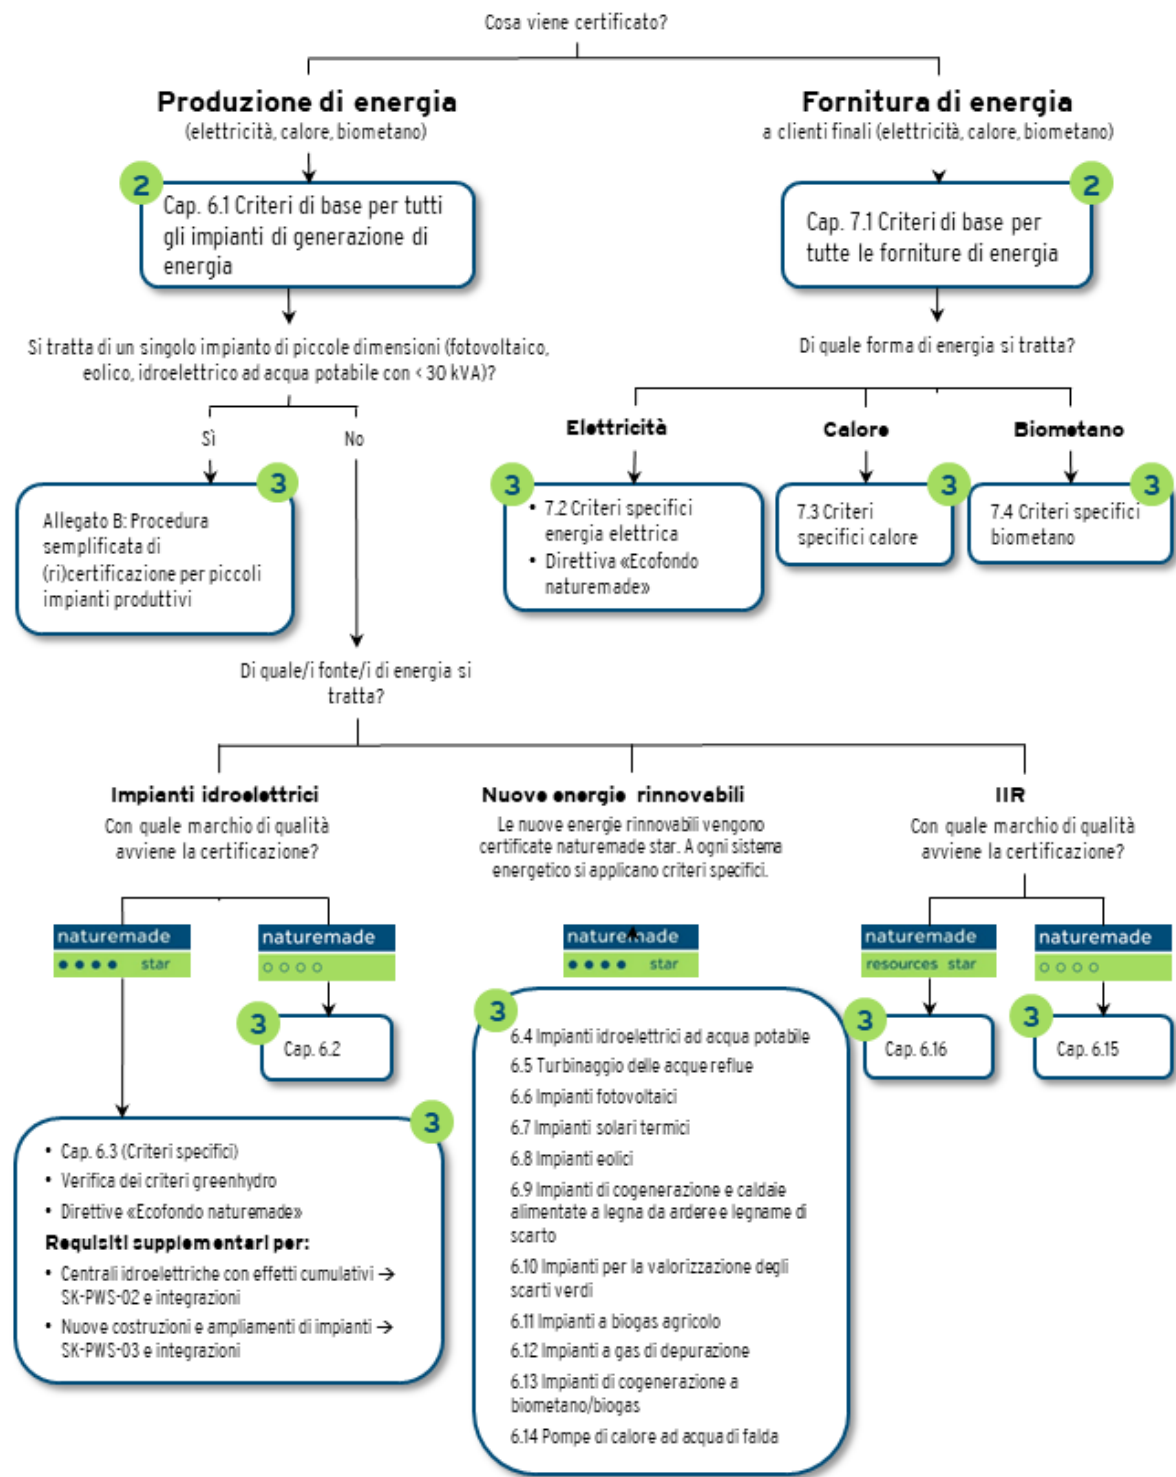 Cosa viene certificato?
Produzione di energia
(elettricità, calore, biometano)
Fornitura di energia
a clienti finali (elettricità, calore, biometano)
2
Cap. 6.1 Criteri di base per tutti
gli impianti di generazione di
energia
2
Cap. 7.1 Criteri di base per
tutte le forniture di energia
Si tratta di un singolo impianto di piccole dimensioni (fotovoltaico,
eolico, idroelettrico ad acqua potabile con < 30 kVA)?
Di quale forma di energia si tratta?
Sì
No
Elettricità
Calore
Biometano
3
Allegato B: Procedura
semplificata di
(ri)certificazione per piccoli
impianti produttivi
3
• 7.2 Criteri specifici
energia elettrica
• Direttiva «Ecofondo
naturemade»
3
7.3 Criteri
specifici calore
3
7.4 Criteri specifici
biometano
Di quale/i fonte/i di energia si
tratta?
Impianti idroelettrici
Con quale marchio di qualità
avviene la certificazione?
Nuove energie rinnovabili
Le nuove energie rinnovabili vengono
certificate naturemade star. A ogni sistema
energetico si applicano criteri specifici.
IIR
Con quale marchio di qualità
avviene la certificazione?
naturemade
star
naturemade
naturemade
star
naturemade
resources star
naturemade
3
Cap. 6.2
3
Cap. 6.16
3
Cap. 6.15
3
• Cap. 6.3 (Criteri specifici)
• Verifica dei criteri greenhydro
• Direttive «Ecofondo naturemade»
Requisiti supplementari per:
• Centrali idroelettriche con effetti cumulativi →
SK-PWS-02 e integrazioni
• Nuove costruzioni e ampliamenti di impianti →
SK-PWS-03 e integrazioni
3
6.4 Impianti idroelettrici ad acqua potabile
6.5 Turbinaggio delle acque reflue
6.6 Impianti fotovoltaici
6.7 Impianti solari termici
6.8 Impianti eolici
6.9 Impianti di cogenerazione e caldaie
alimentate a legna da ardere e legname di
scarto
6.10 Impianti per la valorizzazione degli
scarti verdi
6.11 Impianti a biogas agricolo
6.12 Impianti a gas di depurazione
6.13 Impianti di cogenerazione a
biometano/biogas
6.14 Pompe di calore ad acqua di falda